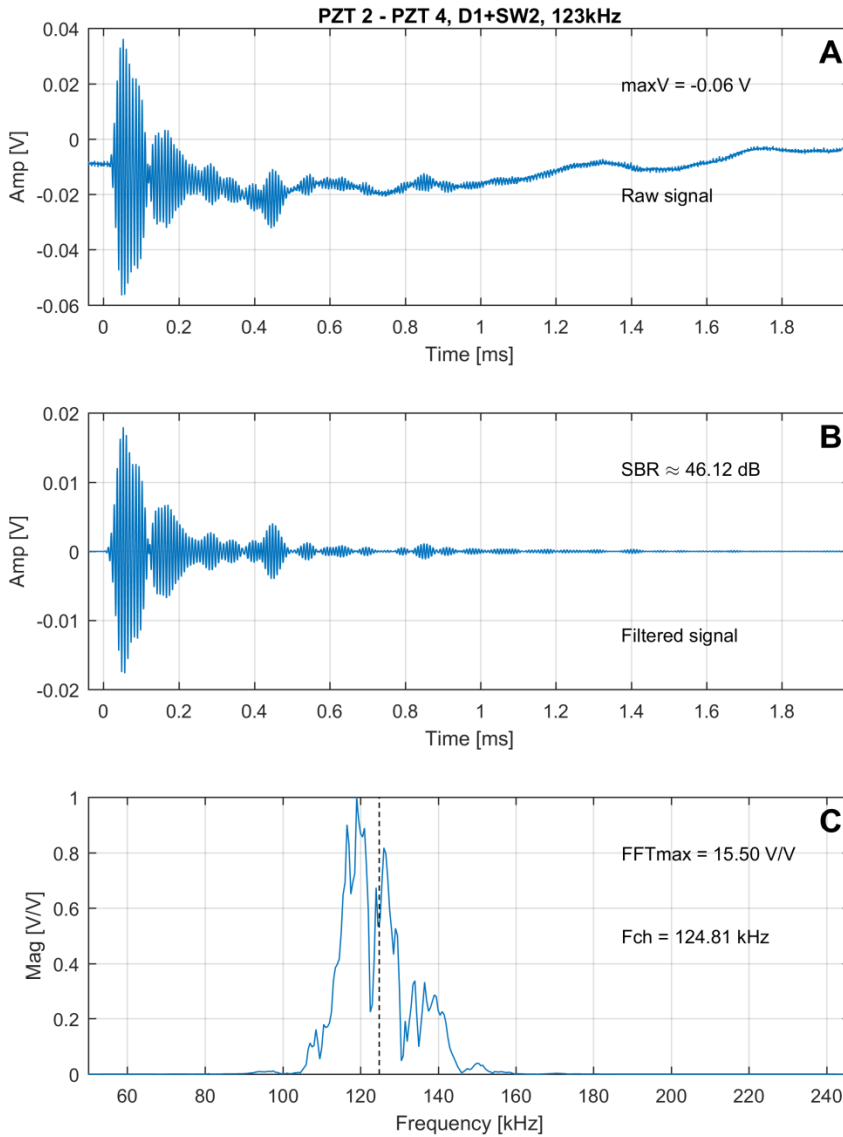 PZT 2 - PZT 4, D1+SW2, 123kHz
A
maxV = -0.06 V
Raw signal
Amp [V]
0.04
0.02
0
-0.02
-0.04
-0.06
0 0.2 0.4 0.6 0.8 1 1.2 1.4 1.6 1.8
Time [ms]
B
SBR ≈ 46.12 dB
Filtered signal
Amp [V]
0.02
0.01
0
-0.01
-0.02
0 0.2 0.4 0.6 0.8 1 1.2 1.4 1.6 1.8
Time [ms]
C
FFTmax = 15.50 V/V
Fch = 124.81 kHz
Mag [V/V]
1
0.8
0.6
0.4
0.2
0
60 80 100 120 140 160 180 200 220 240
Frequency [kHz]